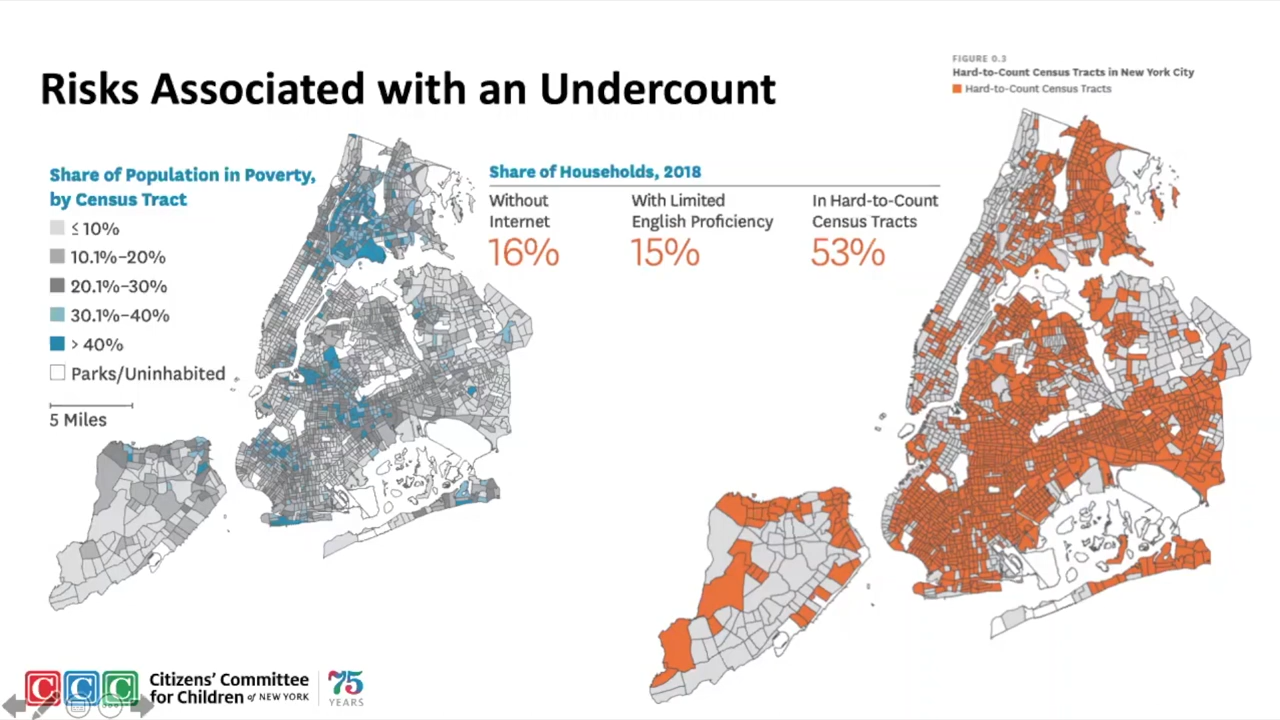 FIGURE 0.3
Hard-to-Count Census Tracts in New York City
Hard-to-Count Census Tracts
Risks Associated with an Undercount
Share of Population in Poverty,
by Census Tract
≤ 10%
10.1%–20%
20.1%–30%
30.1%–40%
> 40%
Parks/Uninhabited
5 Miles
Share of Households, 2018
Without
Internet
16%
With Limited
English Proficiency
15%
In Hard-to-Count
Census Tracts
53%
C C C
Citizens' Committee
for Children of NEW YORK
75
YEARS